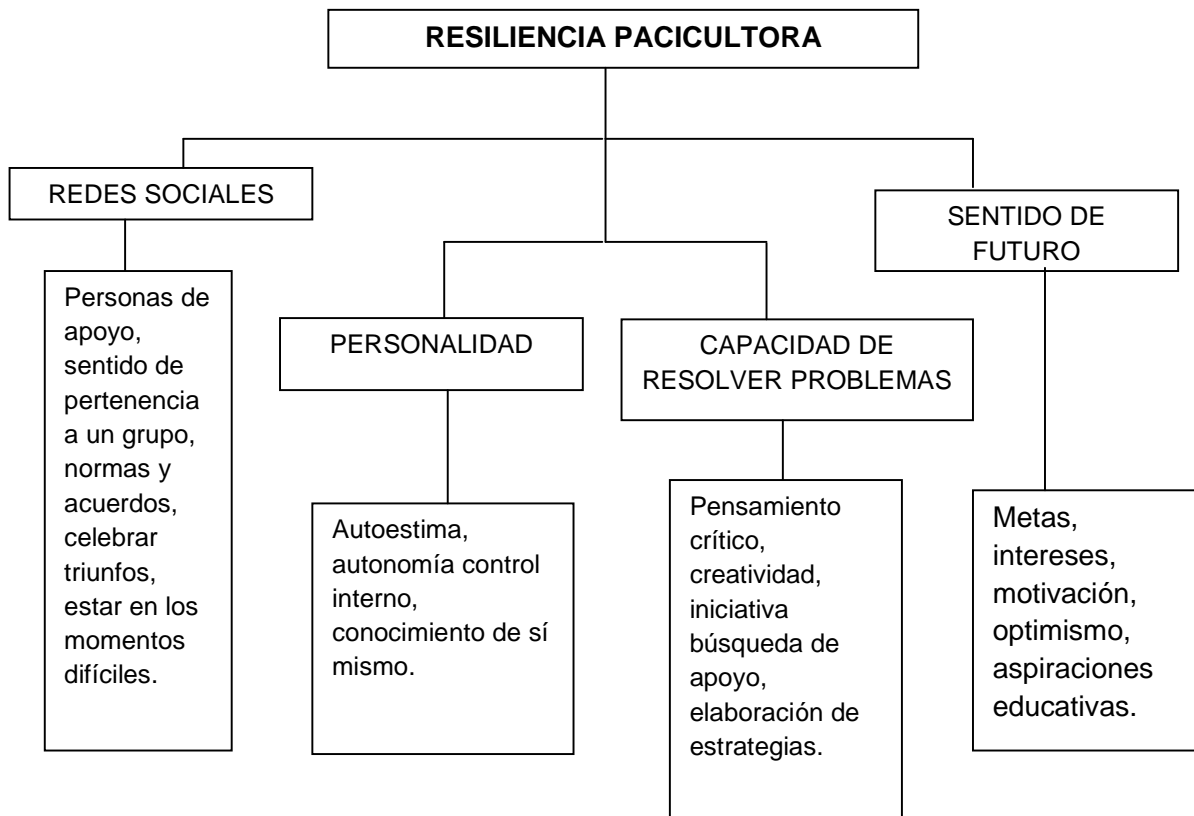 RESILIENCIA PACICULTORA
REDES SOCIALES
Personas de
apoyo,
sentido de
pertenencia
a un grupo,
normas y
acuerdos,
celebrar
triunfos,
estar en los
momentos
difíciles.
PERSONALIDAD
Autoestima,
autonomía control
interno,
conocimiento de sí
mismo.
CAPACIDAD DE
RESOLVER PROBLEMAS
Pensamiento
crítico,
creatividad,
iniciativa
búsqueda de
apoyo,
elaboración de
estrategias.
SENTIDO DE
FUTURO
Metas,
intereses,
motivación,
optimismo,
aspiraciones
educativas.